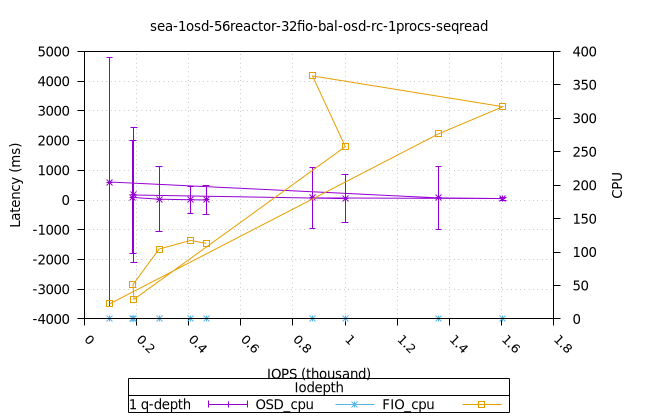 sea-1osd-56reactor-32fio-bal-osd-rc-1procs-seqread
5000
4000
3000
2000
1000
0
-1000
-2000
-3000
-4000
Latency (ms)
400
350
300
250
200
150
100
50
0
CPU
0 0.2 0.4 0.6 0.8 1 1.2 1.4 1.6 1.8
IOPS (thousand)
Iodepth
1 q-depth OSD_cpu FIO_cpu